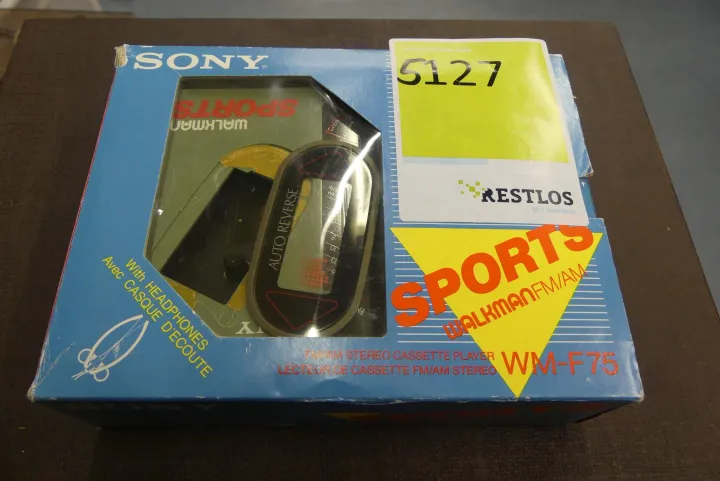 SONY
5127
RESTLOS
SPORTS
WALKMAN
AUTO REVERSE
With HEADPHONES
Avec CASQUE D'ECOUTE
SPORTS
WALKMAN FM/AM
FM/AM STEREO CASSETTE PLAYER
LECTEUR DE CASSETTE FM/AM STEREO
WM-F75